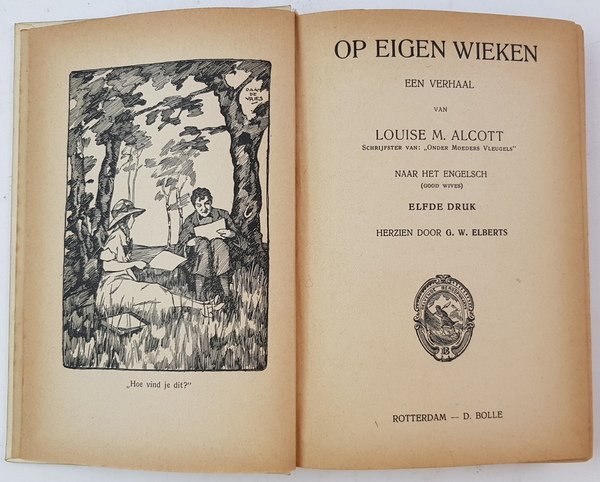 DAAN
DE
VRIES
„Hoe vind je dit?"
OP EIGEN WIEKEN
EEN VERHAAL
VAN
LOUISE M. ALCOTT
SCHRIJFSTER VAN: „ONDER MOEDERS VLEUGELS"
NAAR HET ENGELSCH
(GOOD WIVES)
ELFDE DRUK
HERZIEN DOOR G. W. ELBERTS
ROTTERDAM — D. BOLLE